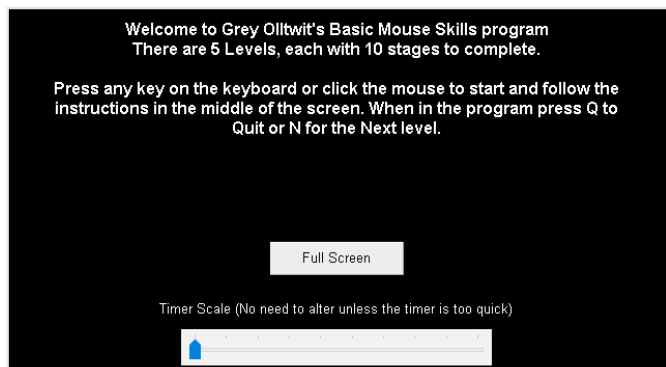 Welcome to Grey Olltwit's Basic Mouse Skills program
There are 5 Levels, each with 10 stages to complete.
Press any key on the keyboard or click the mouse to start and follow the
instructions in the middle of the screen. When in the program press Q to
Quit or N for the Next level.
Full Screen
Timer Scale (No need to alter unless the timer is too quick)